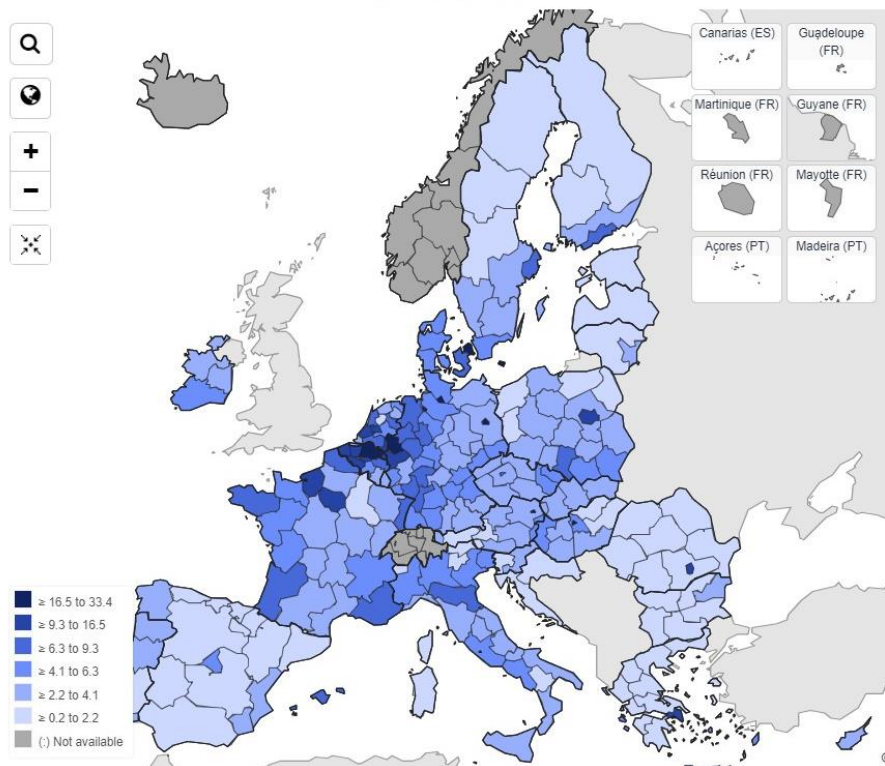 Canarias (ES)
Guadeloupe
(FR)
Martinique (FR)
Guyane (FR)
Réunion (FR)
Mayotte (FR)
Açores (PT)
Madeira (PT)
+
−
≥ 16.5 to 33.4
≥ 9.3 to 16.5
≥ 6.3 to 9.3
≥ 4.1 to 6.3
≥ 2.2 to 4.1
≥ 0.2 to 2.2
(:) Not available
©